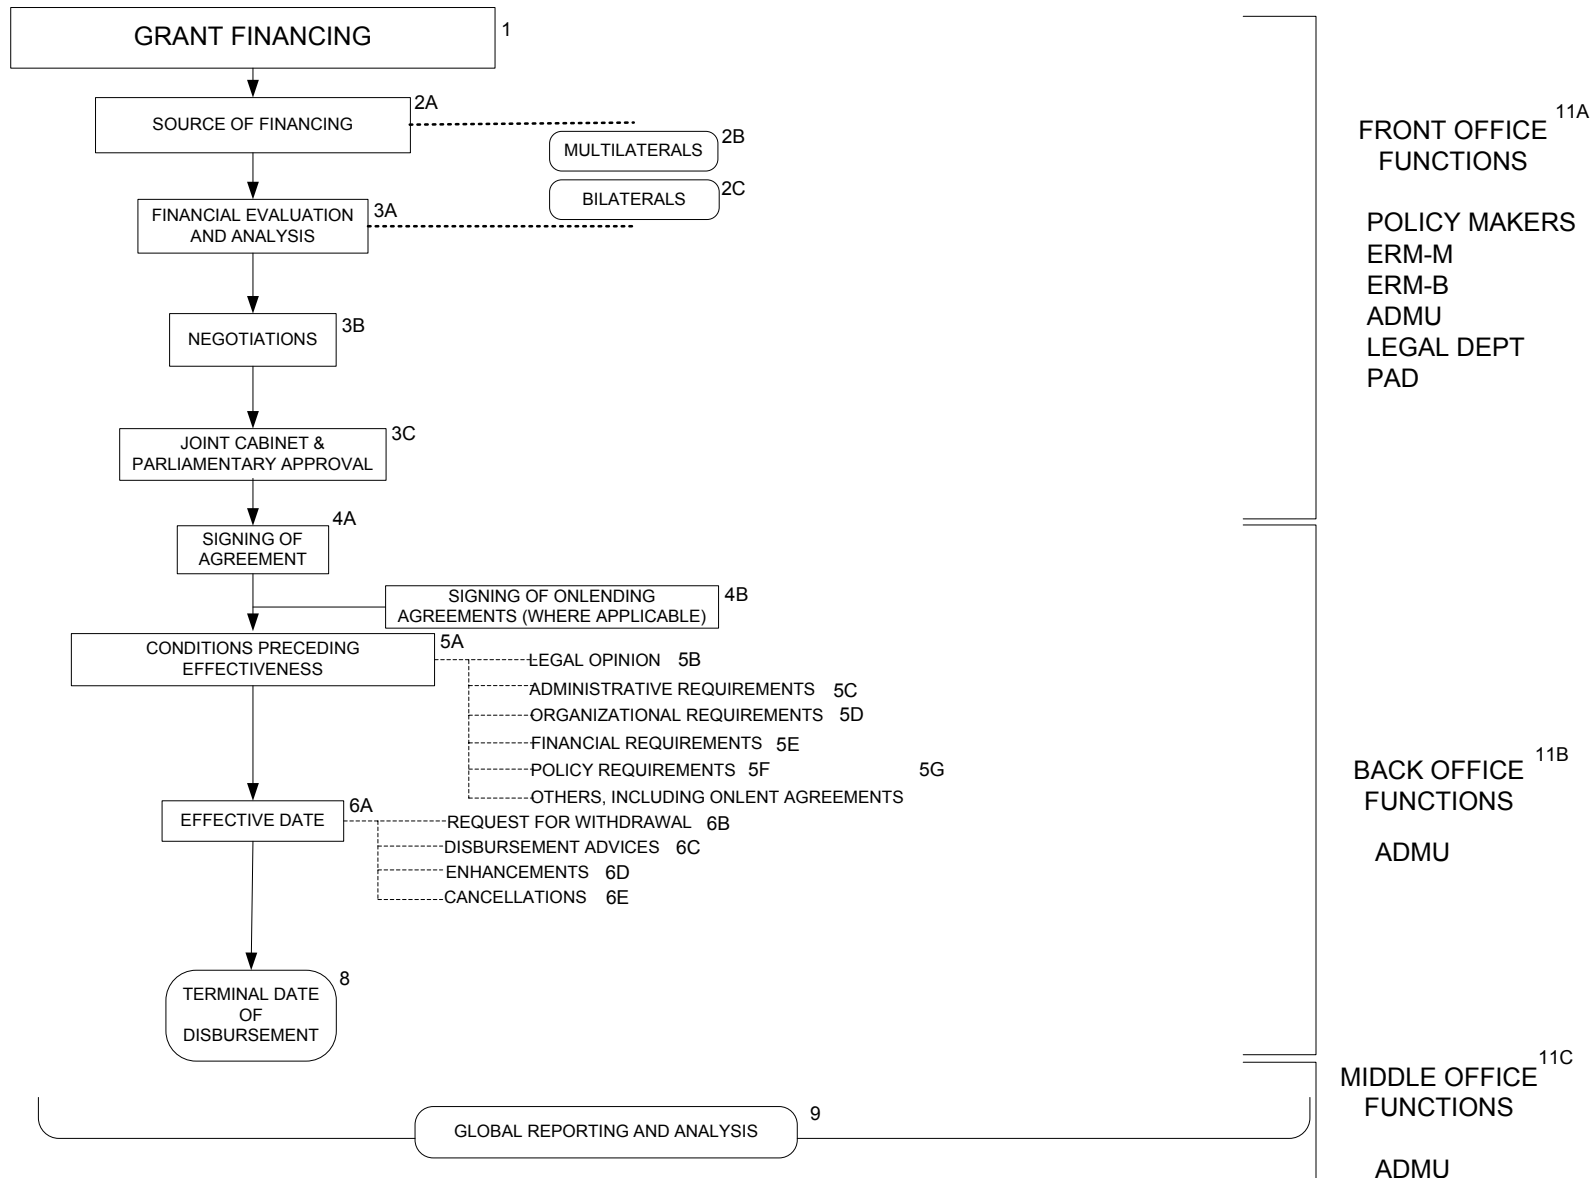 GRANT FINANCING
1
SOURCE OF FINANCING
2A
MULTILATERALS
2B
BILATERALS
2C
FINANCIAL EVALUATION
AND ANALYSIS
3A
NEGOTIATIONS
3B
JOINT CABINET &
PARLIAMENTARY APPROVAL
3C
SIGNING OF
AGREEMENT
4A
SIGNING OF ONLENDING
AGREEMENTS (WHERE APPLICABLE)
4B
CONDITIONS PRECEDING
EFFECTIVENESS
5A
LEGAL OPINION 5B
ADMINISTRATIVE REQUIREMENTS 5C
ORGANIZATIONAL REQUIREMENTS 5D
FINANCIAL REQUIREMENTS 5E
POLICY REQUIREMENTS 5F
5G
OTHERS, INCLUDING ONLENT AGREEMENTS
EFFECTIVE DATE
6A
REQUEST FOR WITHDRAWAL 6B
DISBURSEMENT ADVICES 6C
ENHANCEMENTS 6D
CANCELLATIONS 6E
TERMINAL DATE
OF
DISBURSEMENT
8
GLOBAL REPORTING AND ANALYSIS
9
FRONT OFFICE
FUNCTIONS
11A
POLICY MAKERS
ERM-M
ERM-B
ADMU
LEGAL DEPT
PAD
BACK OFFICE
FUNCTIONS
11B
ADMU
MIDDLE OFFICE
FUNCTIONS
11C
ADMU